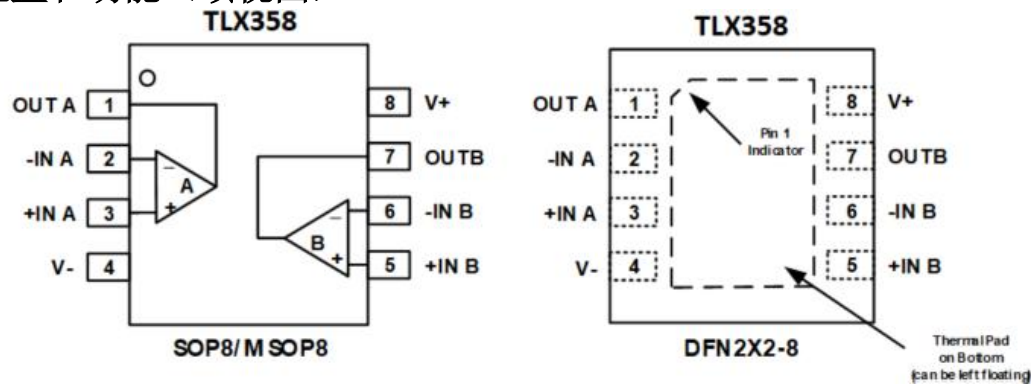 TLX358
OUT A 1
-IN A 2
+IN A 3
V- 4
8 V+
7 OUTB
6 -IN B
5 +IN B
A
B
SOP8/MSOP8
TLX358
OUT A 1
-IN A 2
+IN A 3
V- 4
8 V+
7 OUTB
6 -IN B
5 +IN B
Pin 1
Indicator
DFN2X2-8
Thermal Pad
on Bottom
(can be left floating)